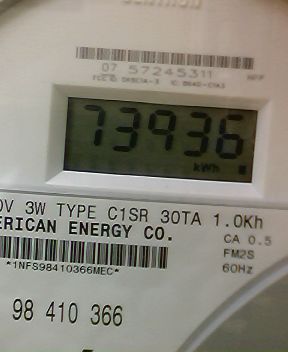 07 57245311
73936
kWh
0V 3W TYPE C1SR 30TA 1.0Kh
ERICAN ENERGY CO.
CA 0.5
FM2S
60Hz
*1NFS98410366MEC*
98 410 366